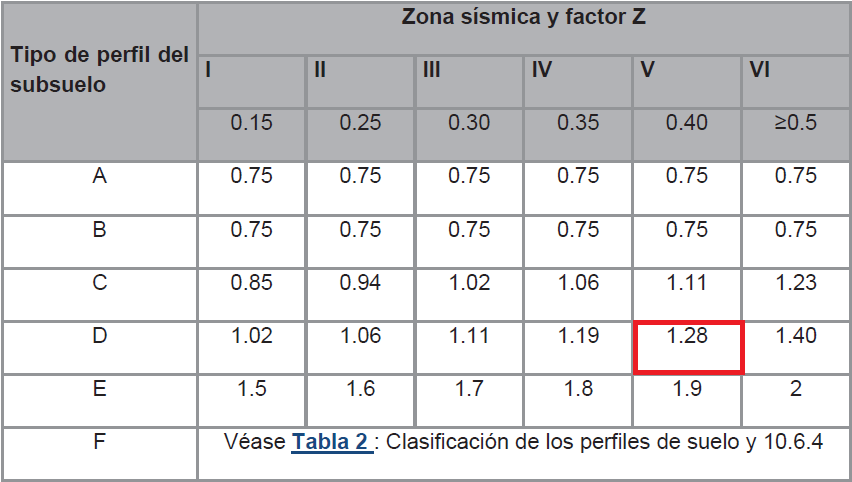 Tipo de perfil del subsuelo Zona sísmica y factor Z
I II III IV V VI
0.15 0.25 0.30 0.35 0.40 ≥0.5
A 0.75 0.75 0.75 0.75 0.75 0.75
B 0.75 0.75 0.75 0.75 0.75 0.75
C 0.85 0.94 1.02 1.06 1.11 1.23
D 1.02 1.06 1.11 1.19 1.28 1.40
E 1.5 1.6 1.7 1.8 1.9 2
F Véase Tabla 2 : Clasificación de los perfiles de suelo y 10.6.4